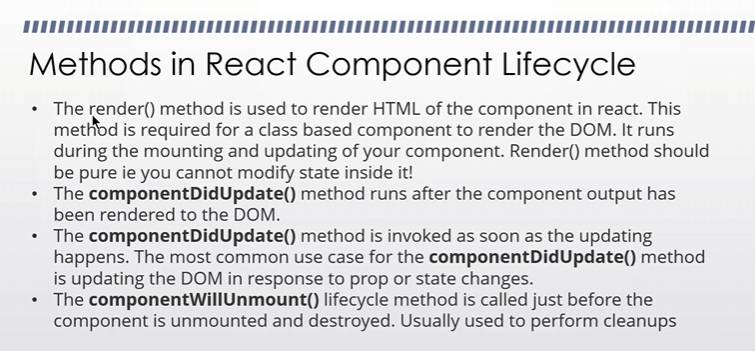 Methods in React Component Lifecycle
• The render() method is used to render HTML of the component in react. This
method is required for a class based component to render the DOM. It runs
during the mounting and updating of your component. Render() method should
be pure ie you cannot modify state inside it!
• The componentDidUpdate() method runs after the component output has
been rendered to the DOM.
• The componentDidUpdate() method is invoked as soon as the updating
happens. The most common use case for the componentDidUpdate() method
is updating the DOM in response to prop or state changes.
• The componentWillUnmount() lifecycle method is called just before the
component is unmounted and destroyed. Usually used to perform cleanups